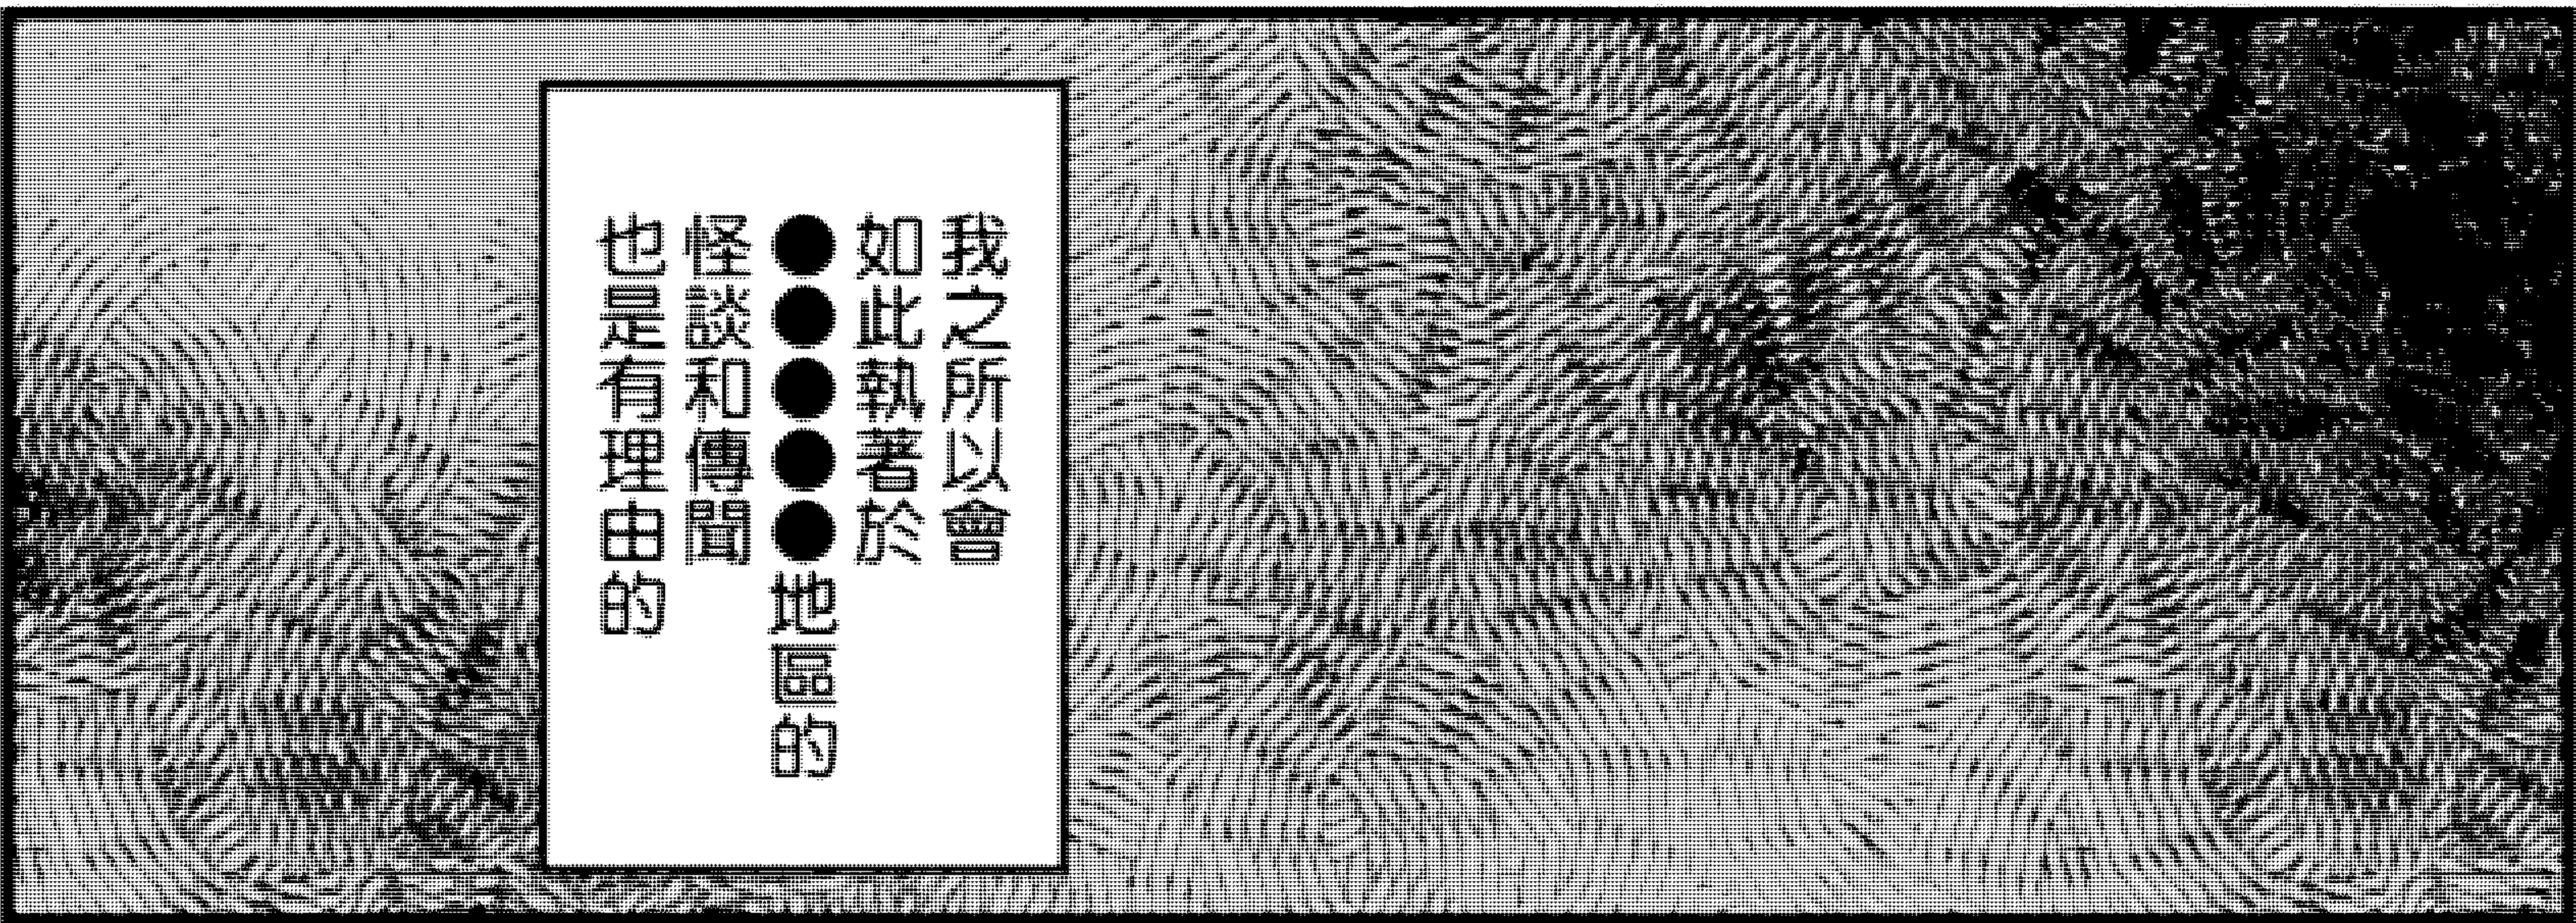 我之所以會
如此執著於
●●●●●地區的
怪談和傳聞
也是有理由的